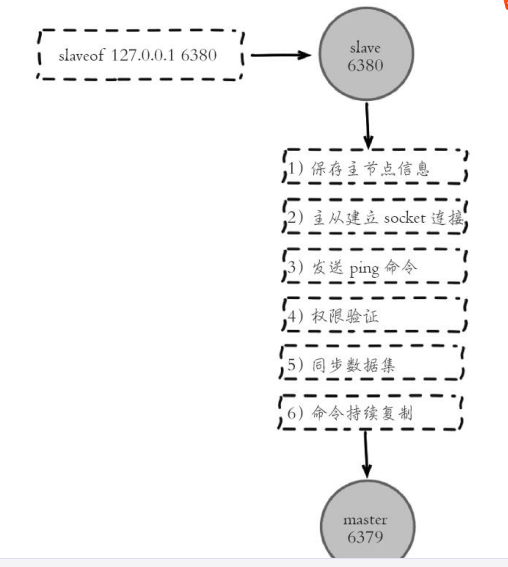 slaveof 127.0.0.1 6380
slave
6380
1）保存主节点信息
2）主从建立 socket 连接
3）发送 ping 命令
4）权限验证
5）同步数据集
6）命令持续复制
master
6379